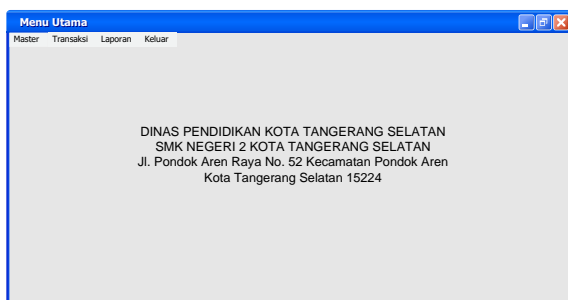 Menu Utama
Master Transaksi Laporan Keluar
DINAS PENDIDIKAN KOTA TANGERANG SELATAN
SMK NEGERI 2 KOTA TANGERANG SELATAN
Jl. Pondok Aren Raya No. 52 Kecamatan Pondok Aren
Kota Tangerang Selatan 15224